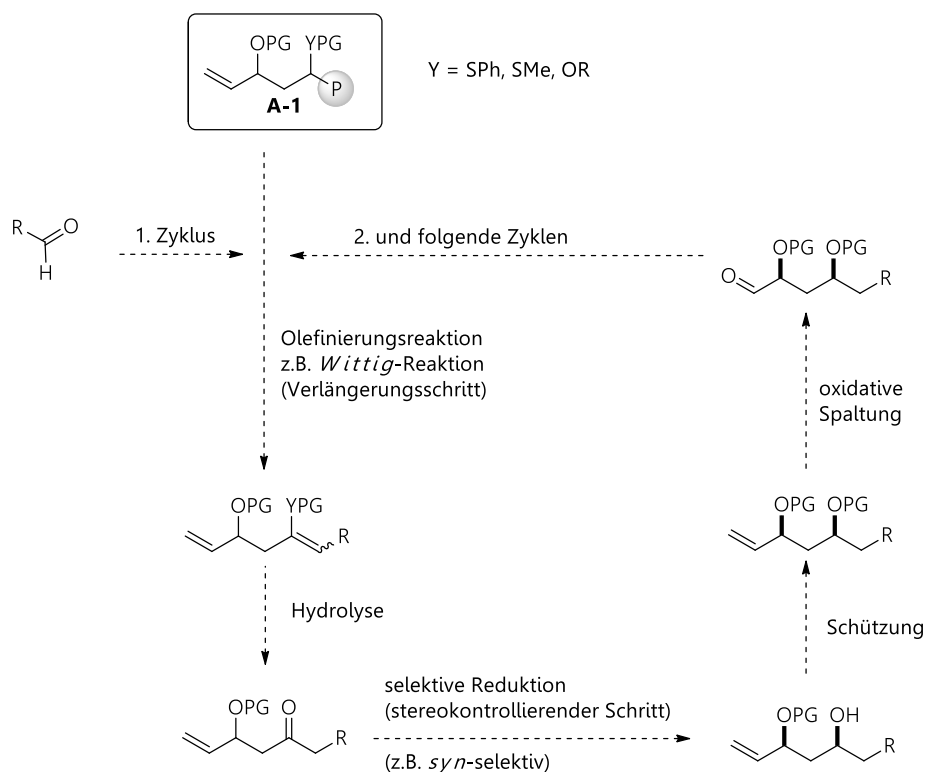 OPG YPG
P
A-1
Y = SPh, SMe, OR
R
O
H
1. Zyklus
2. und folgende Zyklen
OPG OPG
O
R
Olefinierungsreaktion
z.B. Wittig-Reaktion
(Verlängerungsschritt)
oxidative
Spaltung
OPG YPG
R
OPG OPG
R
Hydrolyse
Schützung
OPG O
R
selektive Reduktion
(stereokontrollierender Schritt)
(z.B. syn-selektiv)
OPG OH
R